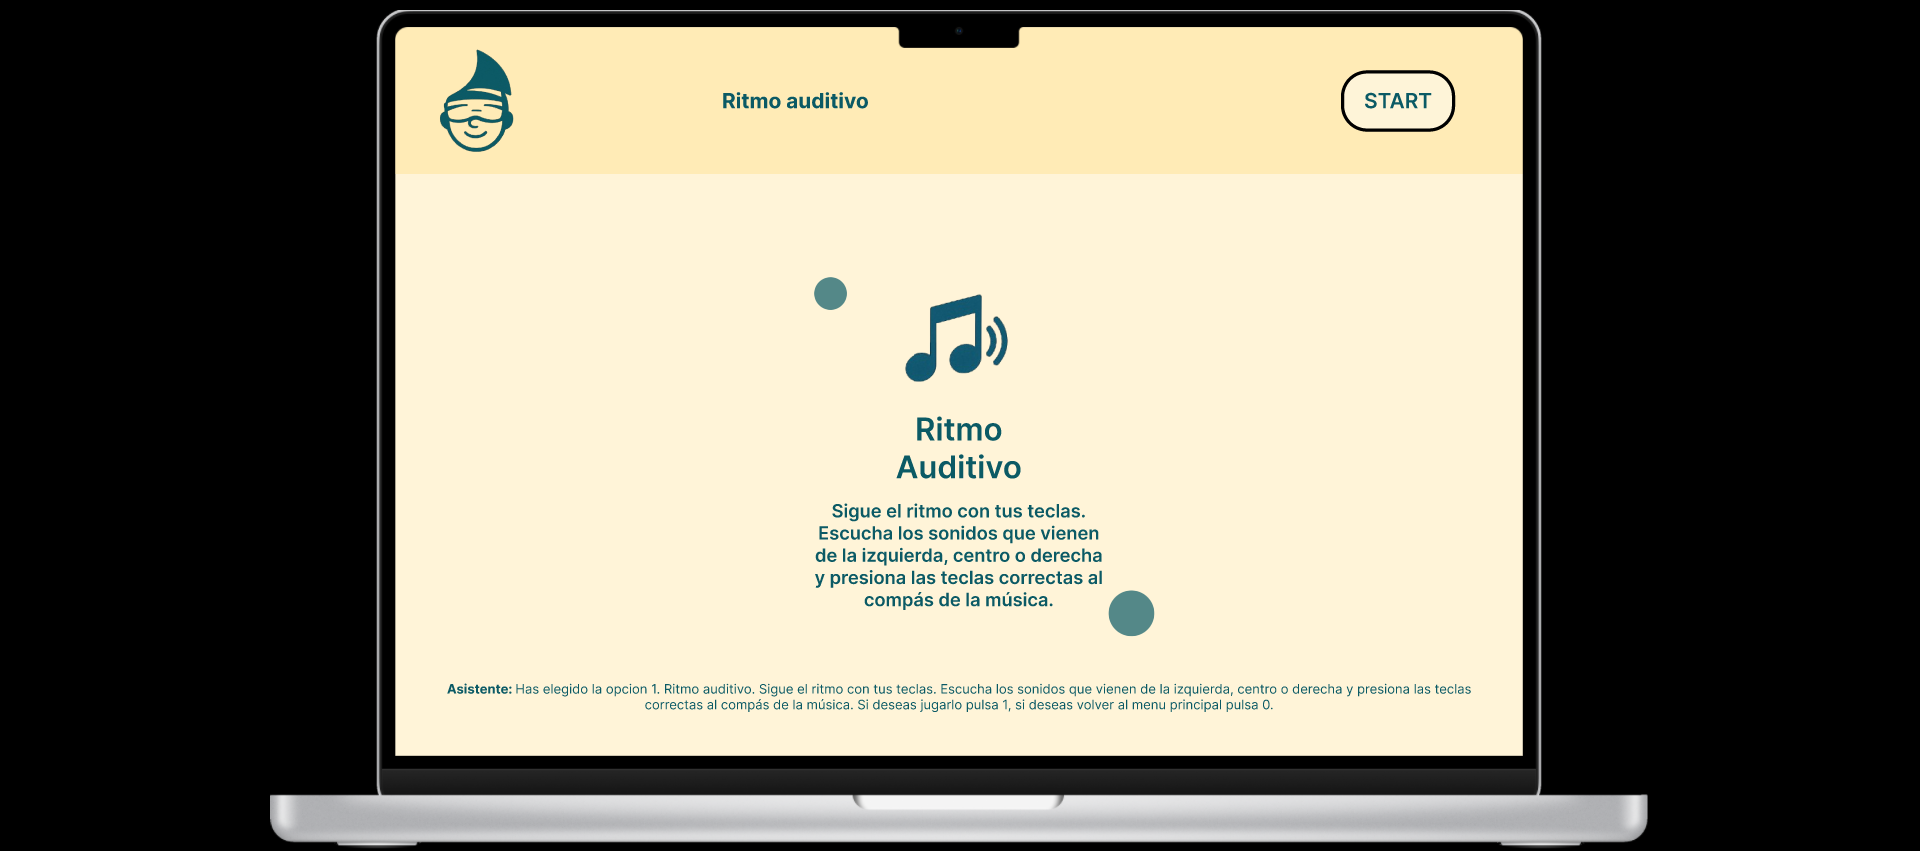 Ritmo auditivo
START
Ritmo
Auditivo
Sigue el ritmo con tus teclas.
Escucha los sonidos que vienen
de la izquierda, centro o derecha
y presiona las teclas correctas al
compás de la música.
Asistente: Has elegido la opcion 1. Ritmo auditivo. Sigue el ritmo con tus teclas. Escucha los sonidos que vienen de la izquierda, centro o derecha y presiona las teclas
correctas al compás de la música. Si deseas jugarlo pulsa 1, si deseas volver al menu principal pulsa 0.